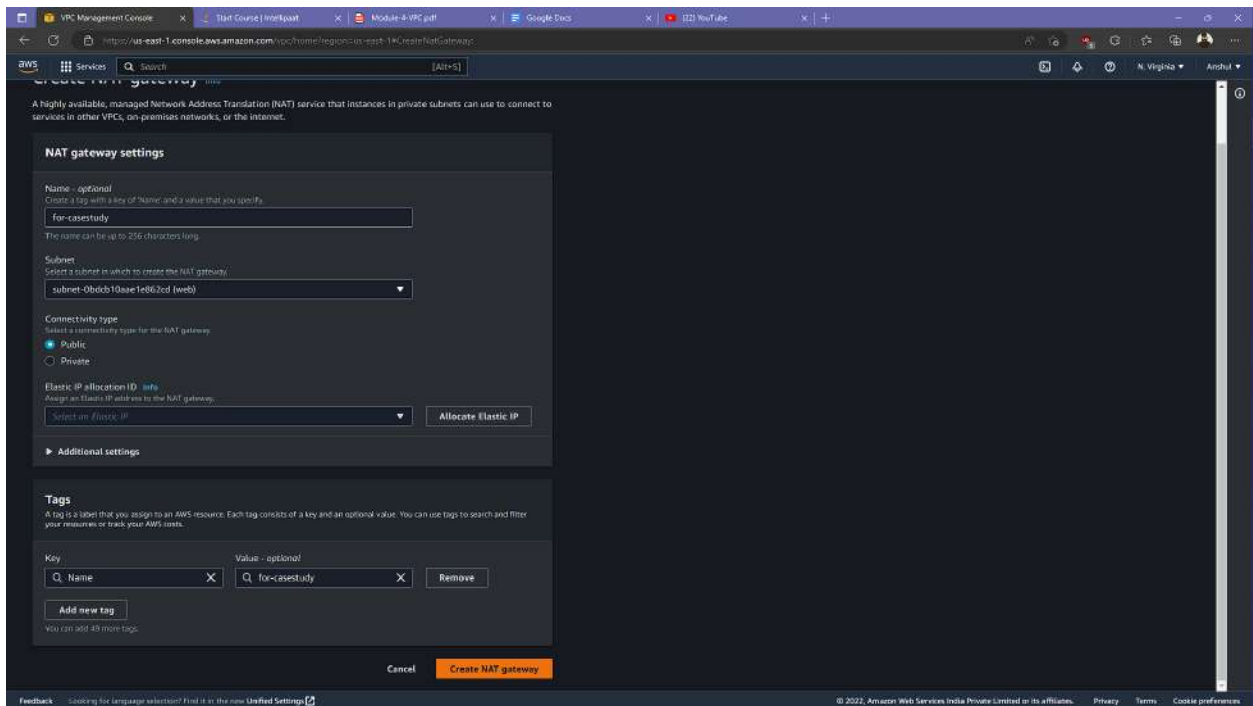 VPC Management Console
Start Course | Intellipaat
Module-4-VPC.pdf
Google Docs
(22) YouTube
https://us-east-1.console.aws.amazon.com/vpc/home?region=us-east-1#CreateNatGateway:
aws
Services
Search
[Alt+S]
N. Virginia
Anshul
Create NAT gateway Info
A highly available, managed Network Address Translation (NAT) service that instances in private subnets can use to connect to
services in other VPCs, on-premises networks, or the internet.
NAT gateway settings
Name - optional
Create a tag with a key of 'Name' and a value that you specify.
for-casestudy
The name can be up to 256 characters long.
Subnet
Select a subnet in which to create the NAT gateway.
subnet-0bdcb10aae1e862cd (web)
Connectivity type
Select a connectivity type for the NAT gateway.
Public
Private
Elastic IP allocation ID Info
Assign an Elastic IP address to the NAT gateway.
Select an Elastic IP
Allocate Elastic IP
Additional settings
Tags
A tag is a label that you assign to an AWS resource. Each tag consists of a key and an optional value. You can use tags to search and filter
your resources or track your AWS costs.
Key
Value - optional
Name
for-casestudy
Remove
Add new tag
You can add 49 more tags.
Cancel
Create NAT gateway
Feedback
Looking for language selection? Find it in the new Unified Settings
© 2022, Amazon Web Services India Private Limited or its affiliates.
Privacy
Terms
Cookie preferences